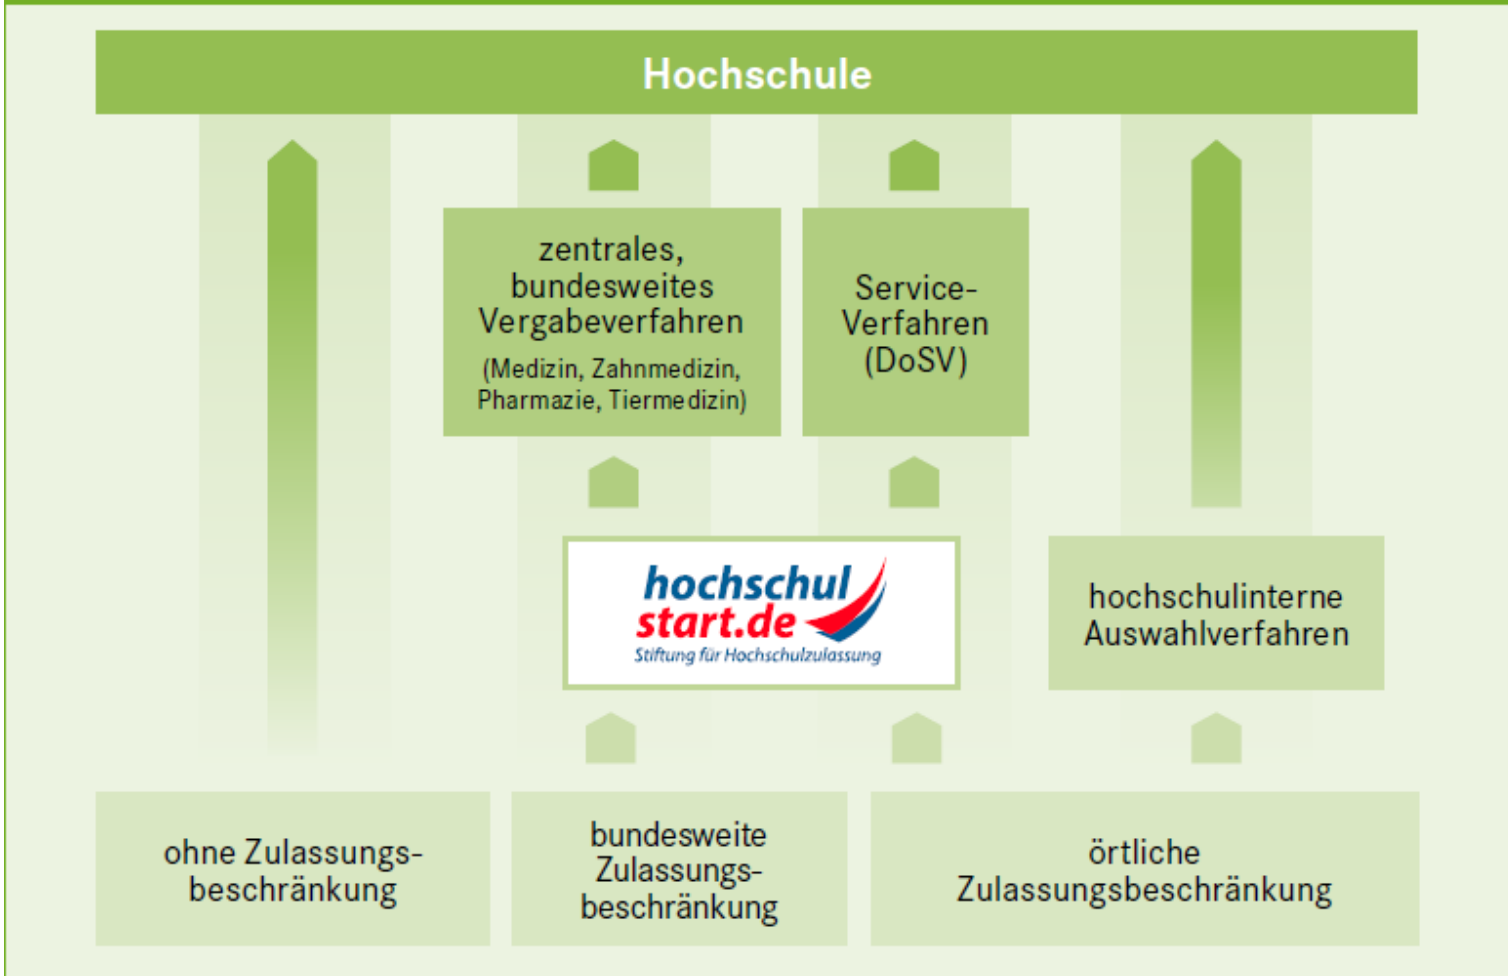 Hochschule
zentrales,
bundesweites
Vergabeverfahren
(Medizin, Zahnmedizin,
Pharmazie, Tiermedizin)
Service-
Verfahren
(DoSV)
hochschul
start.de
Stiftung für Hochschulzulassung
hochschulinterne
Auswahlverfahren
ohne Zulassungs-
beschränkung
bundesweite
Zulassungs-
beschränkung
örtliche
Zulassungsbeschränkung